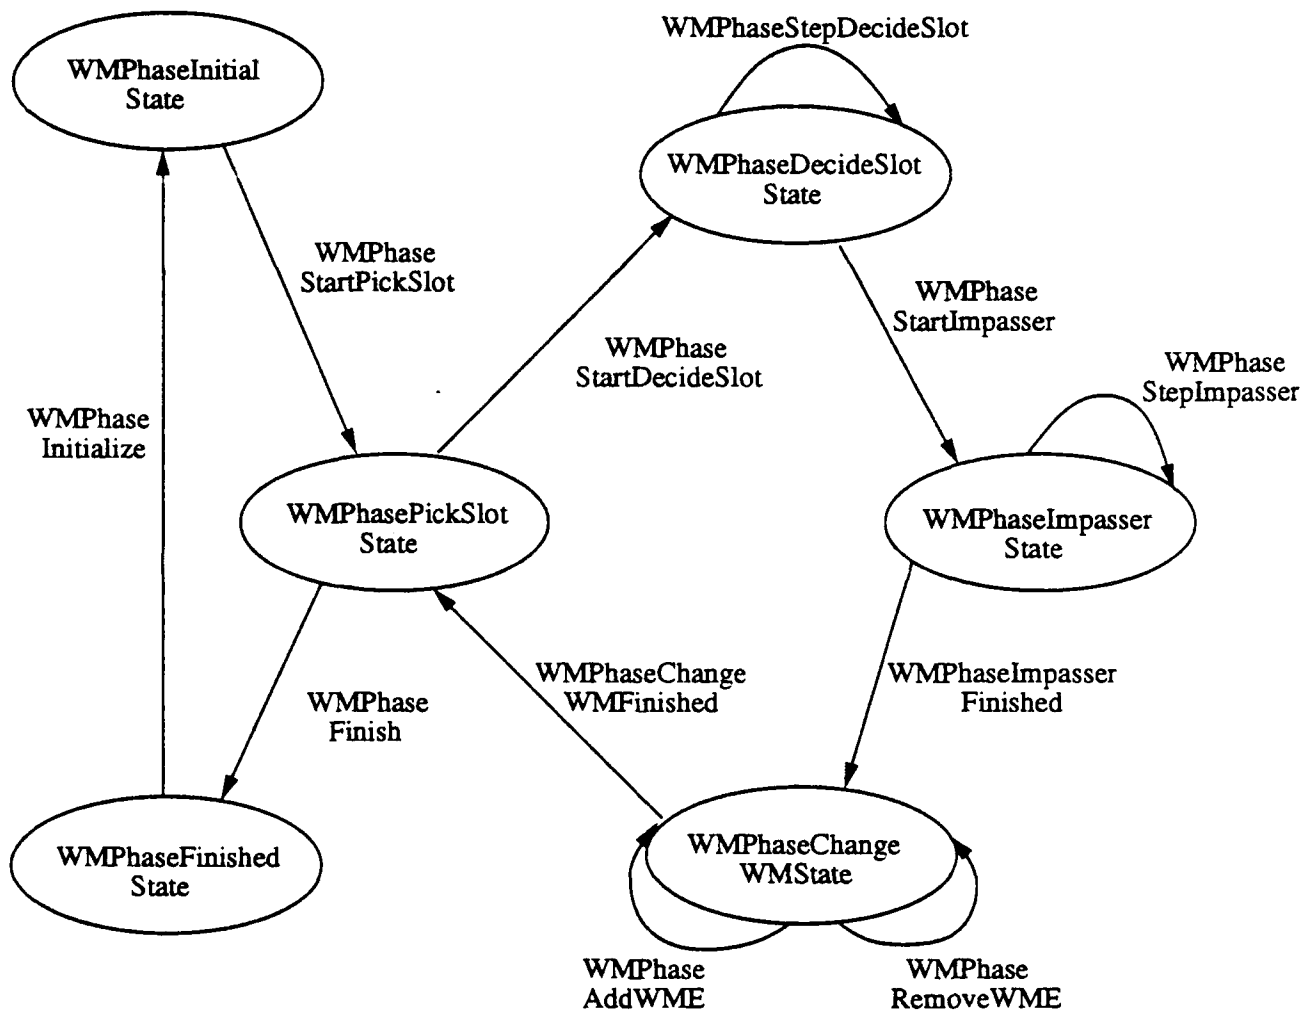 WMPhaseStepDecideSlot
WMPhaseInitial
State
WMPhaseDecideSlot
State
WMPhase
StartPickSlot
WMPhase
StartImpasser
WMPhase
StartDecideSlot
WMPhase
StepImpasser
WMPhase
Initialize
WMPhasePickSlot
State
WMPhaseImpasser
State
WMPhaseChange
WMFinished
WMPhaseImpasser
Finished
WMPhase
Finish
WMPhaseFinished
State
WMPhaseChange
WMState
WMPhase
AddWME
WMPhase
RemoveWME